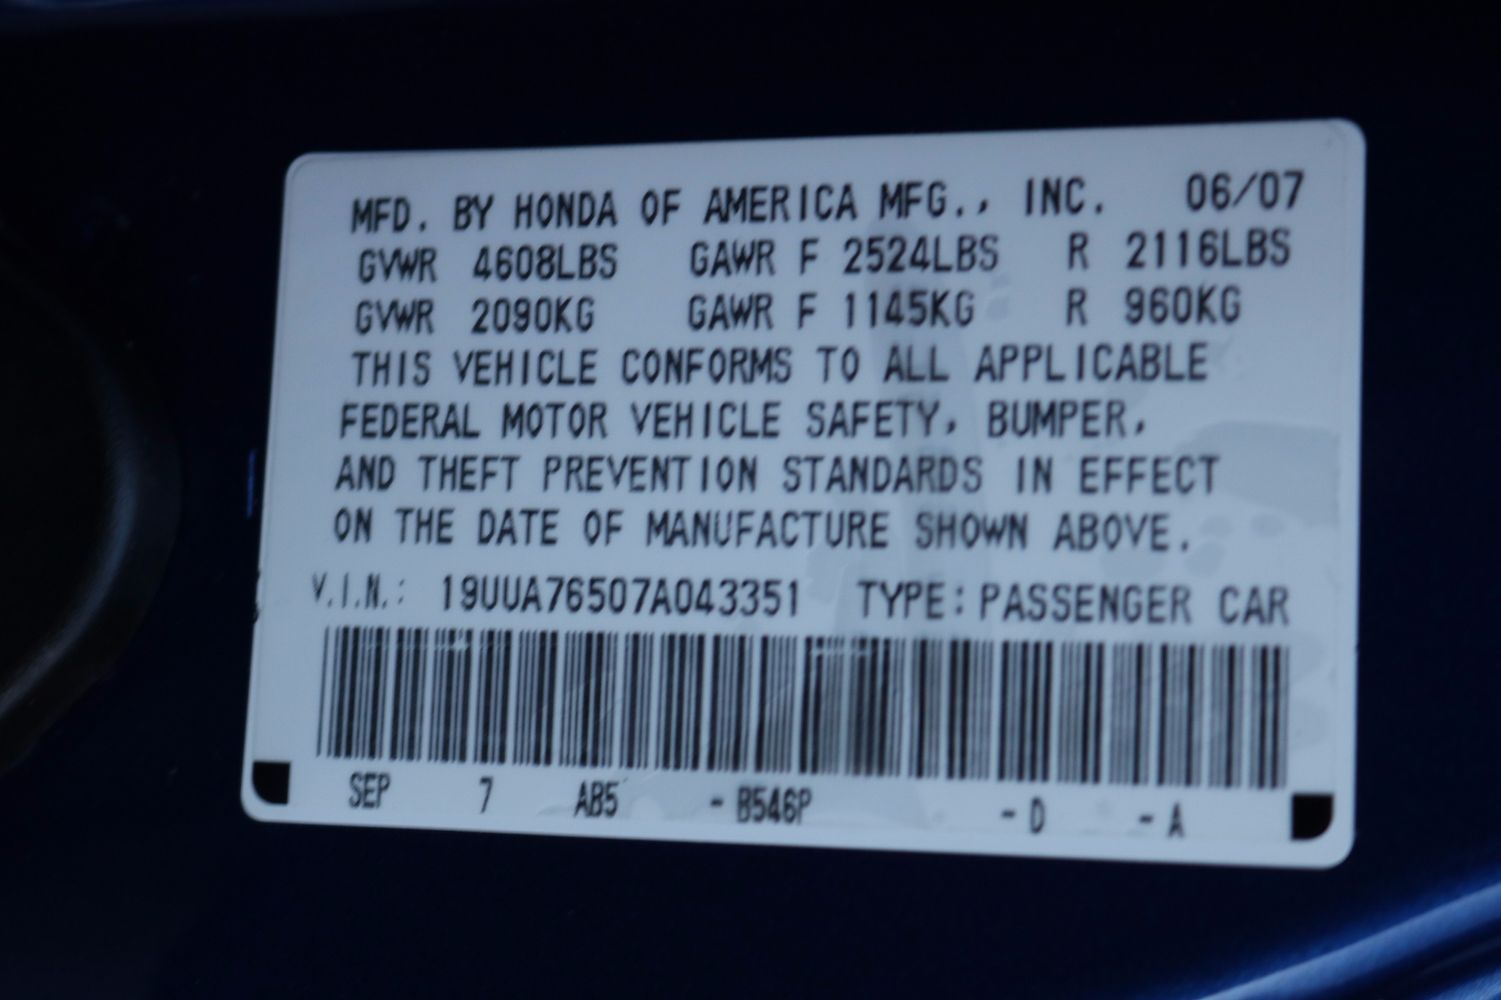 MFD. BY HONDA OF AMERICA MFG., INC. 06/07
GVWR 4608LBS GAWR F 2524LBS R 2116LBS
GVWR 2090KG GAWR F 1145KG R 960KG
THIS VEHICLE CONFORMS TO ALL APPLICABLE
FEDERAL MOTOR VEHICLE SAFETY, BUMPER,
AND THEFT PREVENTION STANDARDS IN EFFECT
ON THE DATE OF MANUFACTURE SHOWN ABOVE.
V.I.N.: 19UUA76507A043351 TYPE: PASSENGER CAR
SEP 7 AB5 - B546P - D - A